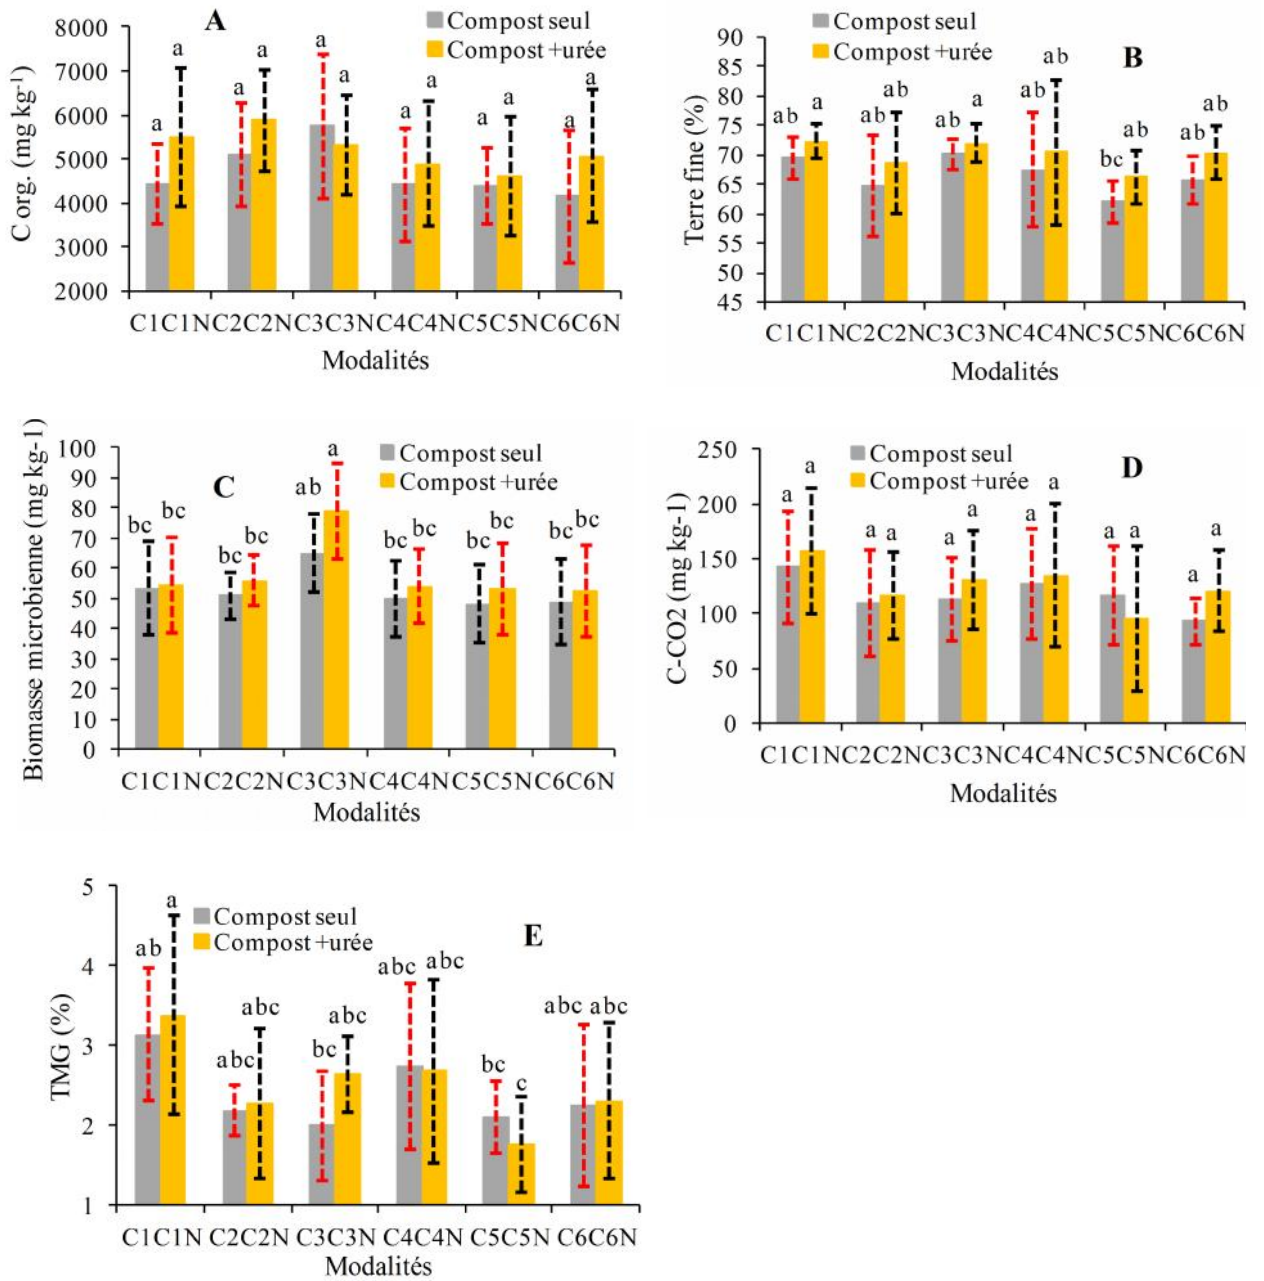 A
Compost seul
Compost +urée
C org. (mg kg-1)
8000
7000
6000
5000
4000
3000
2000
a a a a a a a a a a a a
C1C1NC2C2NC3C3NC4C4NC5C5NC6C6N
Modalités
B
Compost seul
Compost +urée
Terre fine (%)
90
85
80
75
70
65
60
55
50
45
ab a ab ab ab a ab ab bc ab ab ab
C1C1NC2C2NC3C3NC4C4NC5C5NC6C6N
Modalités
C
Compost seul
Compost +urée
Biomasse microbienne (mg kg-1)
100
90
80
70
60
50
40
30
20
10
0
bc bc bc bc ab a bc bc bc bc bc bc
C1C1NC2C2NC3C3NC4C4NC5C5NC6C6N
Modalités
D
Compost seul
Compost +urée
C-CO2 (mg kg-1)
250
200
150
100
50
0
a a a a a a a a a a a a
C1C1NC2C2NC3C3NC4C4NC5C5NC6C6N
Modalités
E
Compost seul
Compost +urée
TMG (%)
5
4
3
2
1
ab a abc abc bc abc abc abc bc c abc abc
C1C1N C2C2N C3C3N C4C4N C5C5N C6C6N
Modalités